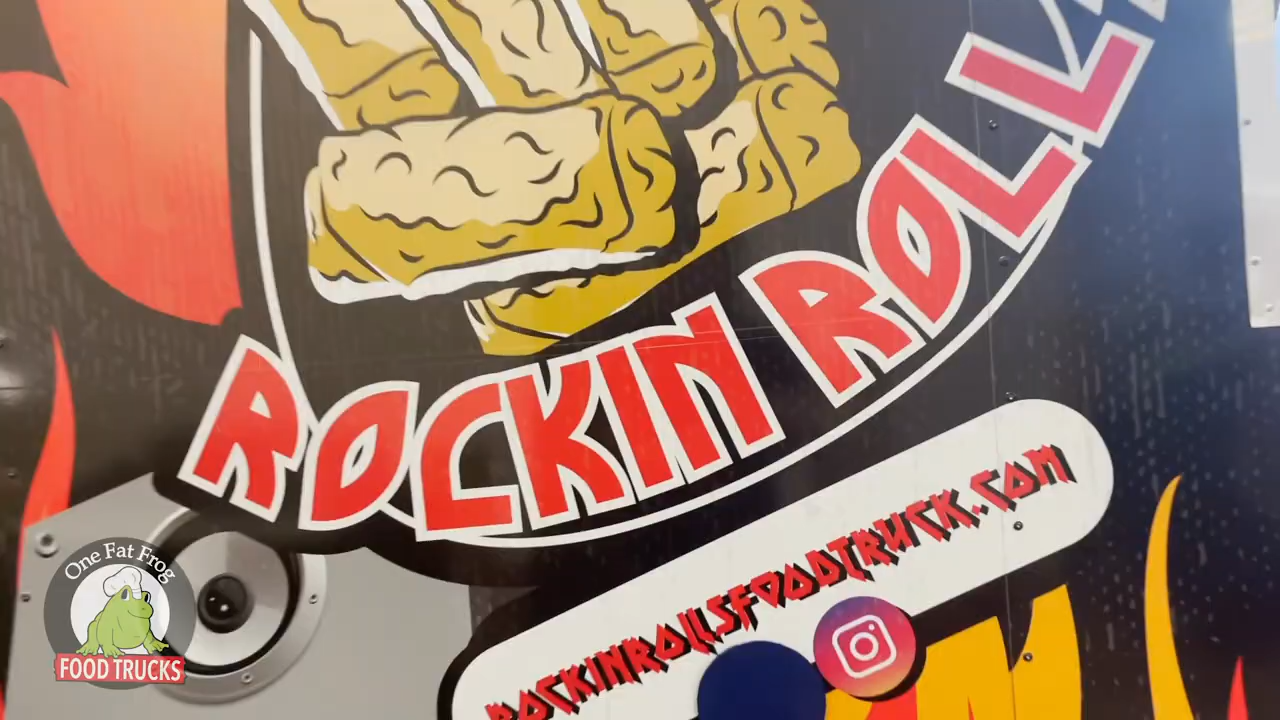 ROCKIN ROLL
ROCKINROLLSFOODTRUCK.COM
One Fat Frog
FOOD TRUCKS